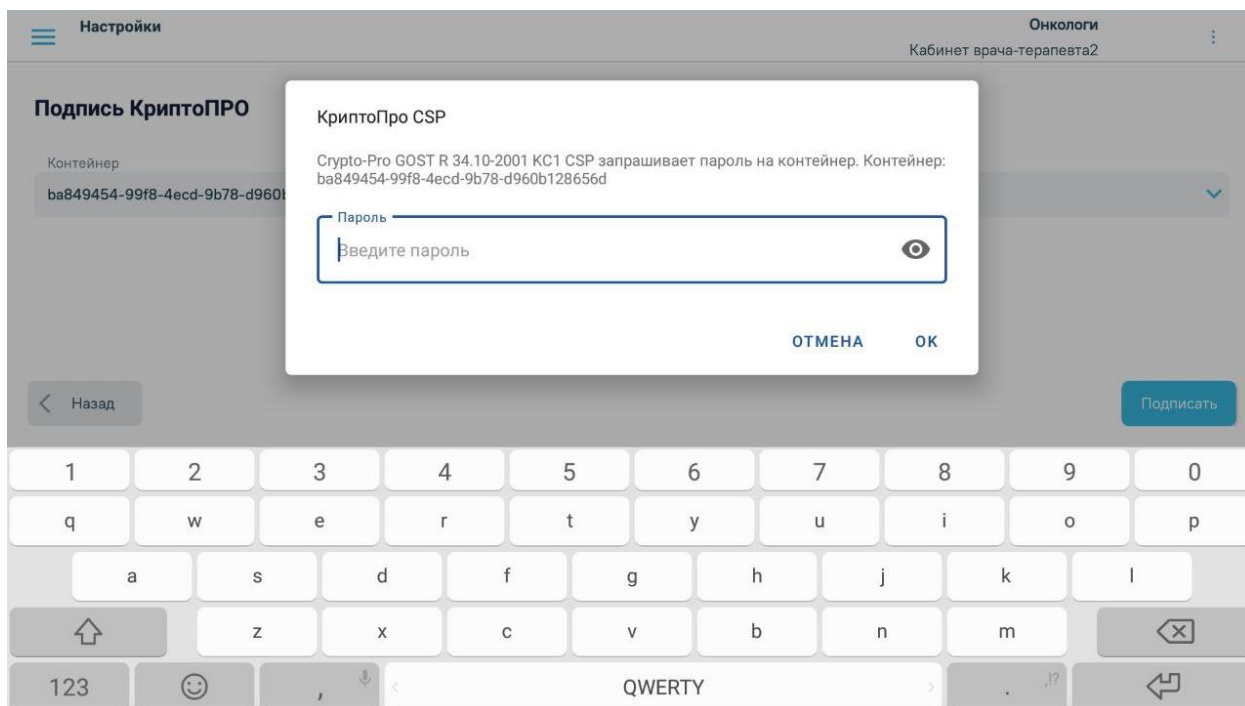 Настройки
Онкологи
Кабинет врача-терапевта2
Подпись КриптоПРО
Контейнер
ba849454-99f8-4ecd-9b78-d960b
КриптоПро CSP
Crypto-Pro GOST R 34.10-2001 KC1 CSP запрашивает пароль на контейнер. Контейнер:
ba849454-99f8-4ecd-9b78-d960b128656d
Пароль
Введите пароль
ОТМЕНА OK
Назад
Подписать
1 2 3 4 5 6 7 8 9 0
q w e r t y u i o p
a s d f g h j k l
z x c v b n m
123 , QWERTY . ,!?